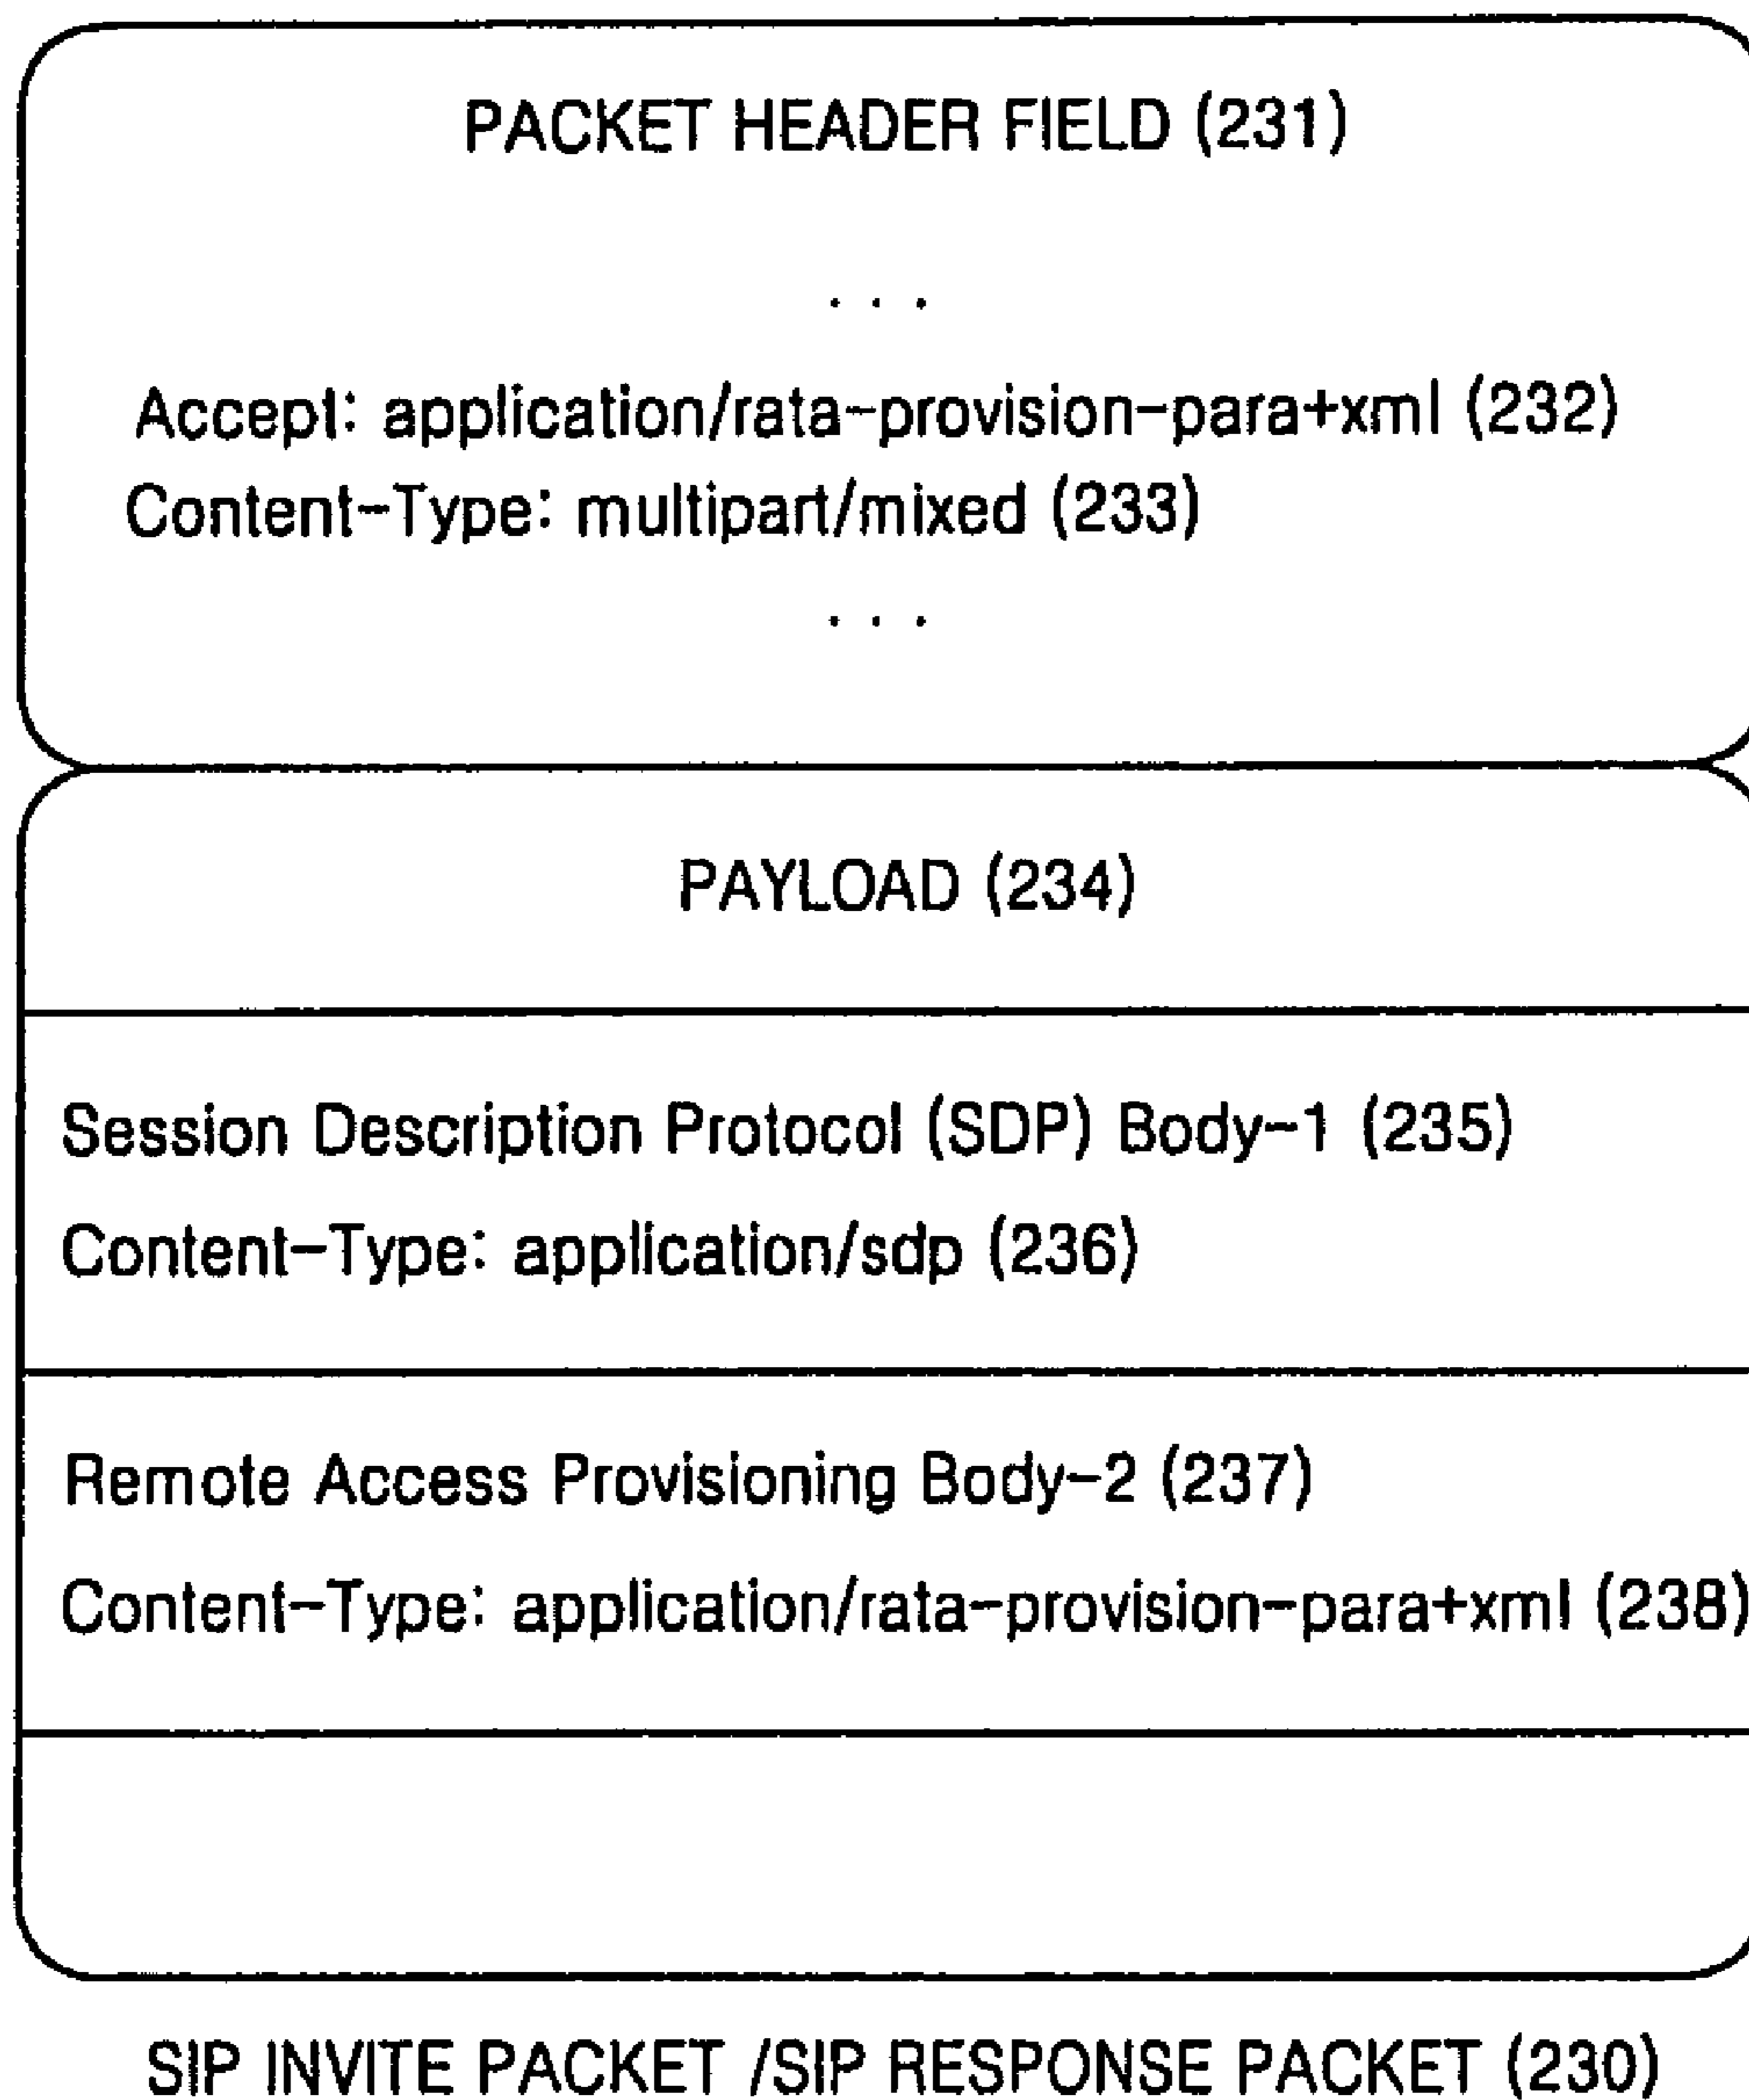 PACKET HEADER FIELD (231)
. . .
Accept: application/rata-provision-para+xml (232)
Content-Type: multipart/mixed (233)
. . .
PAYLOAD (234)
Session Description Protocol (SDP) Body-1 (235)
Content-Type: application/sdp (236)
Remote Access Provisioning Body-2 (237)
Content-Type: application/rata-provision-para+xml (238)
SIP INVITE PACKET /SIP RESPONSE PACKET (230)